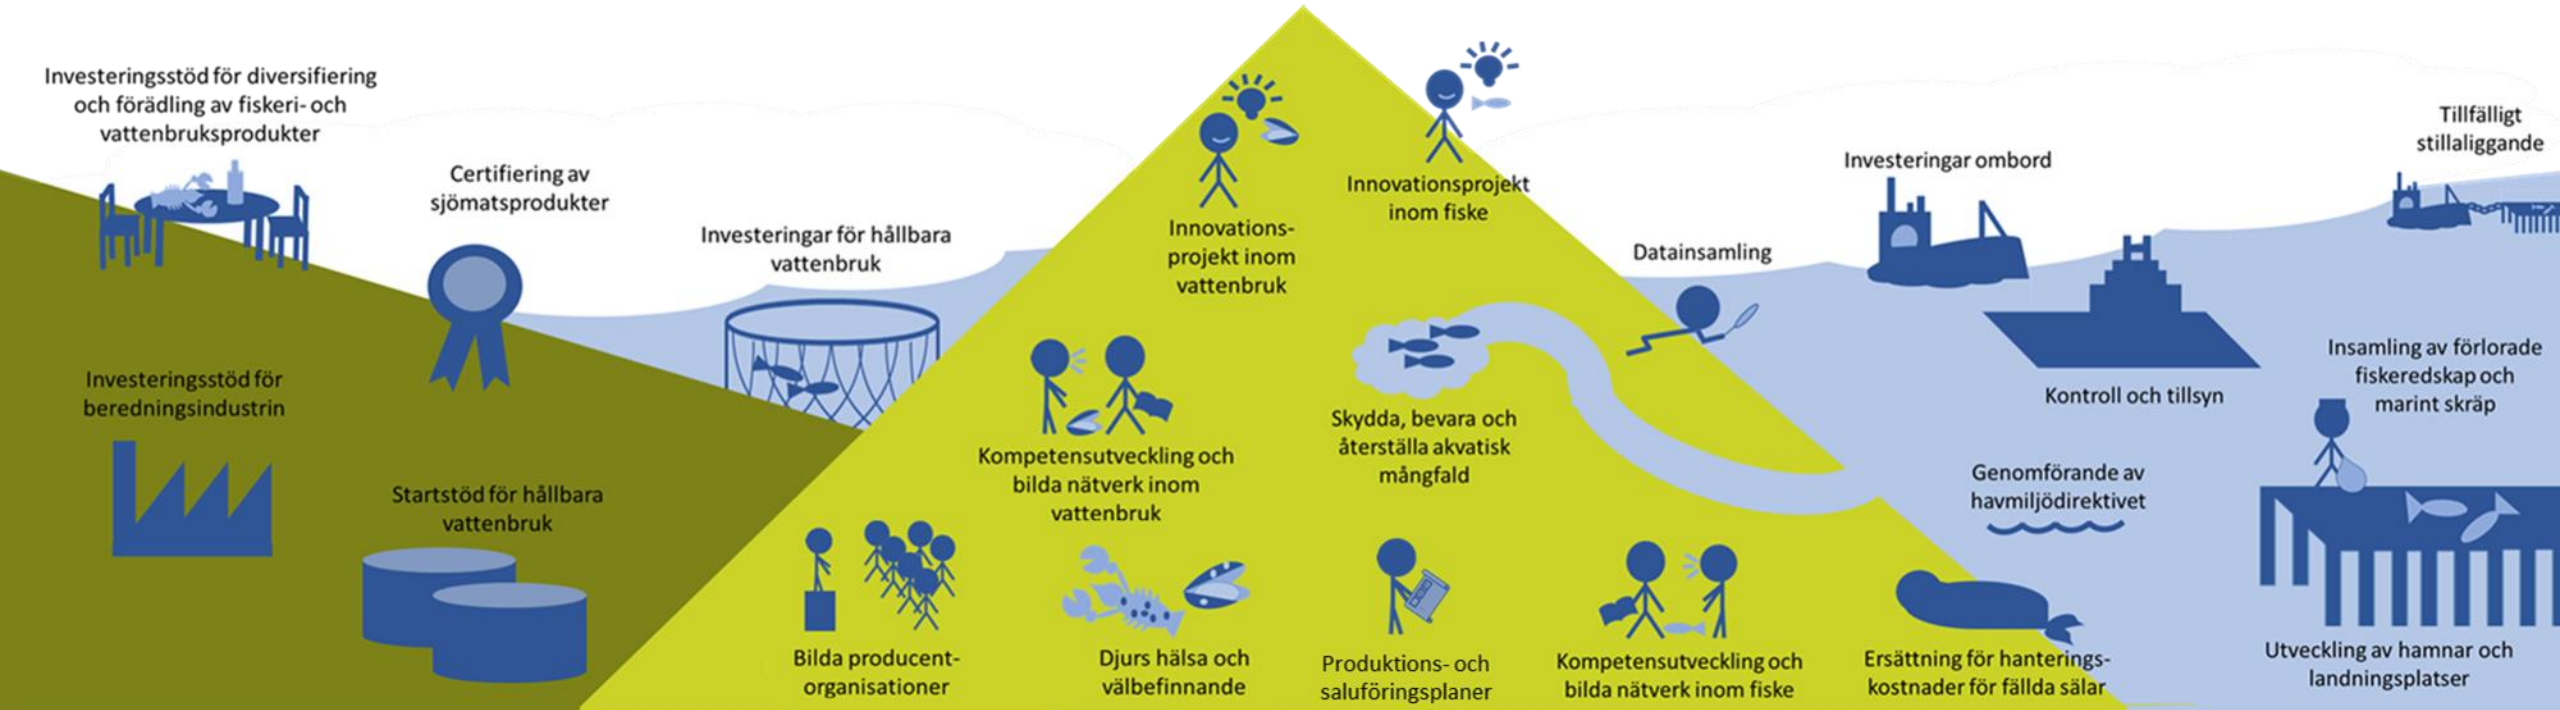 Investeringsstöd för diversifiering
och förädling av fiskeri- och
vattenbruksprodukter
Certifiering av
sjömatsprodukter
Investeringar för hållbara
vattenbruk
Investeringsstöd för
beredningsindustrin
Startstöd för hållbara
vattenbruk
Innovations-
projekt inom
vattenbruk
Innovationsprojekt
inom fiske
Kompetensutveckling och
bilda nätverk inom
vattenbruk
Skydda, bevara och
återställa akvatisk
mångfald
Bilda producent-
organisationer
Djurs hälsa och
välbefinnande
Produktions- och
saluföringsplaner
Kompetensutveckling och
bilda nätverk inom fiske
Ersättning för hanterings-
kostnader för fällda sälar
Datainsamling
Investeringar ombord
Tillfälligt
stillaliggande
Kontroll och tillsyn
Insamling av förlorade
fiskeredskap och
marint skräp
Genomförande av
havmiljödirektivet
Utveckling av hamnar och
landningsplatser